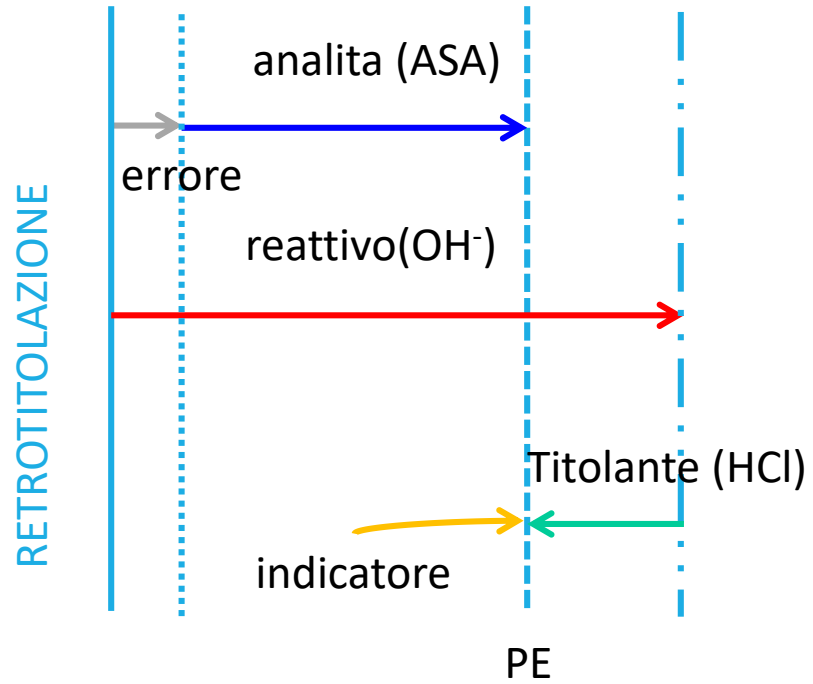 RETROTITOLAZIONE
analita (ASA)
errore
reattivo(OH⁻)
Titolante (HCl)
indicatore
PE